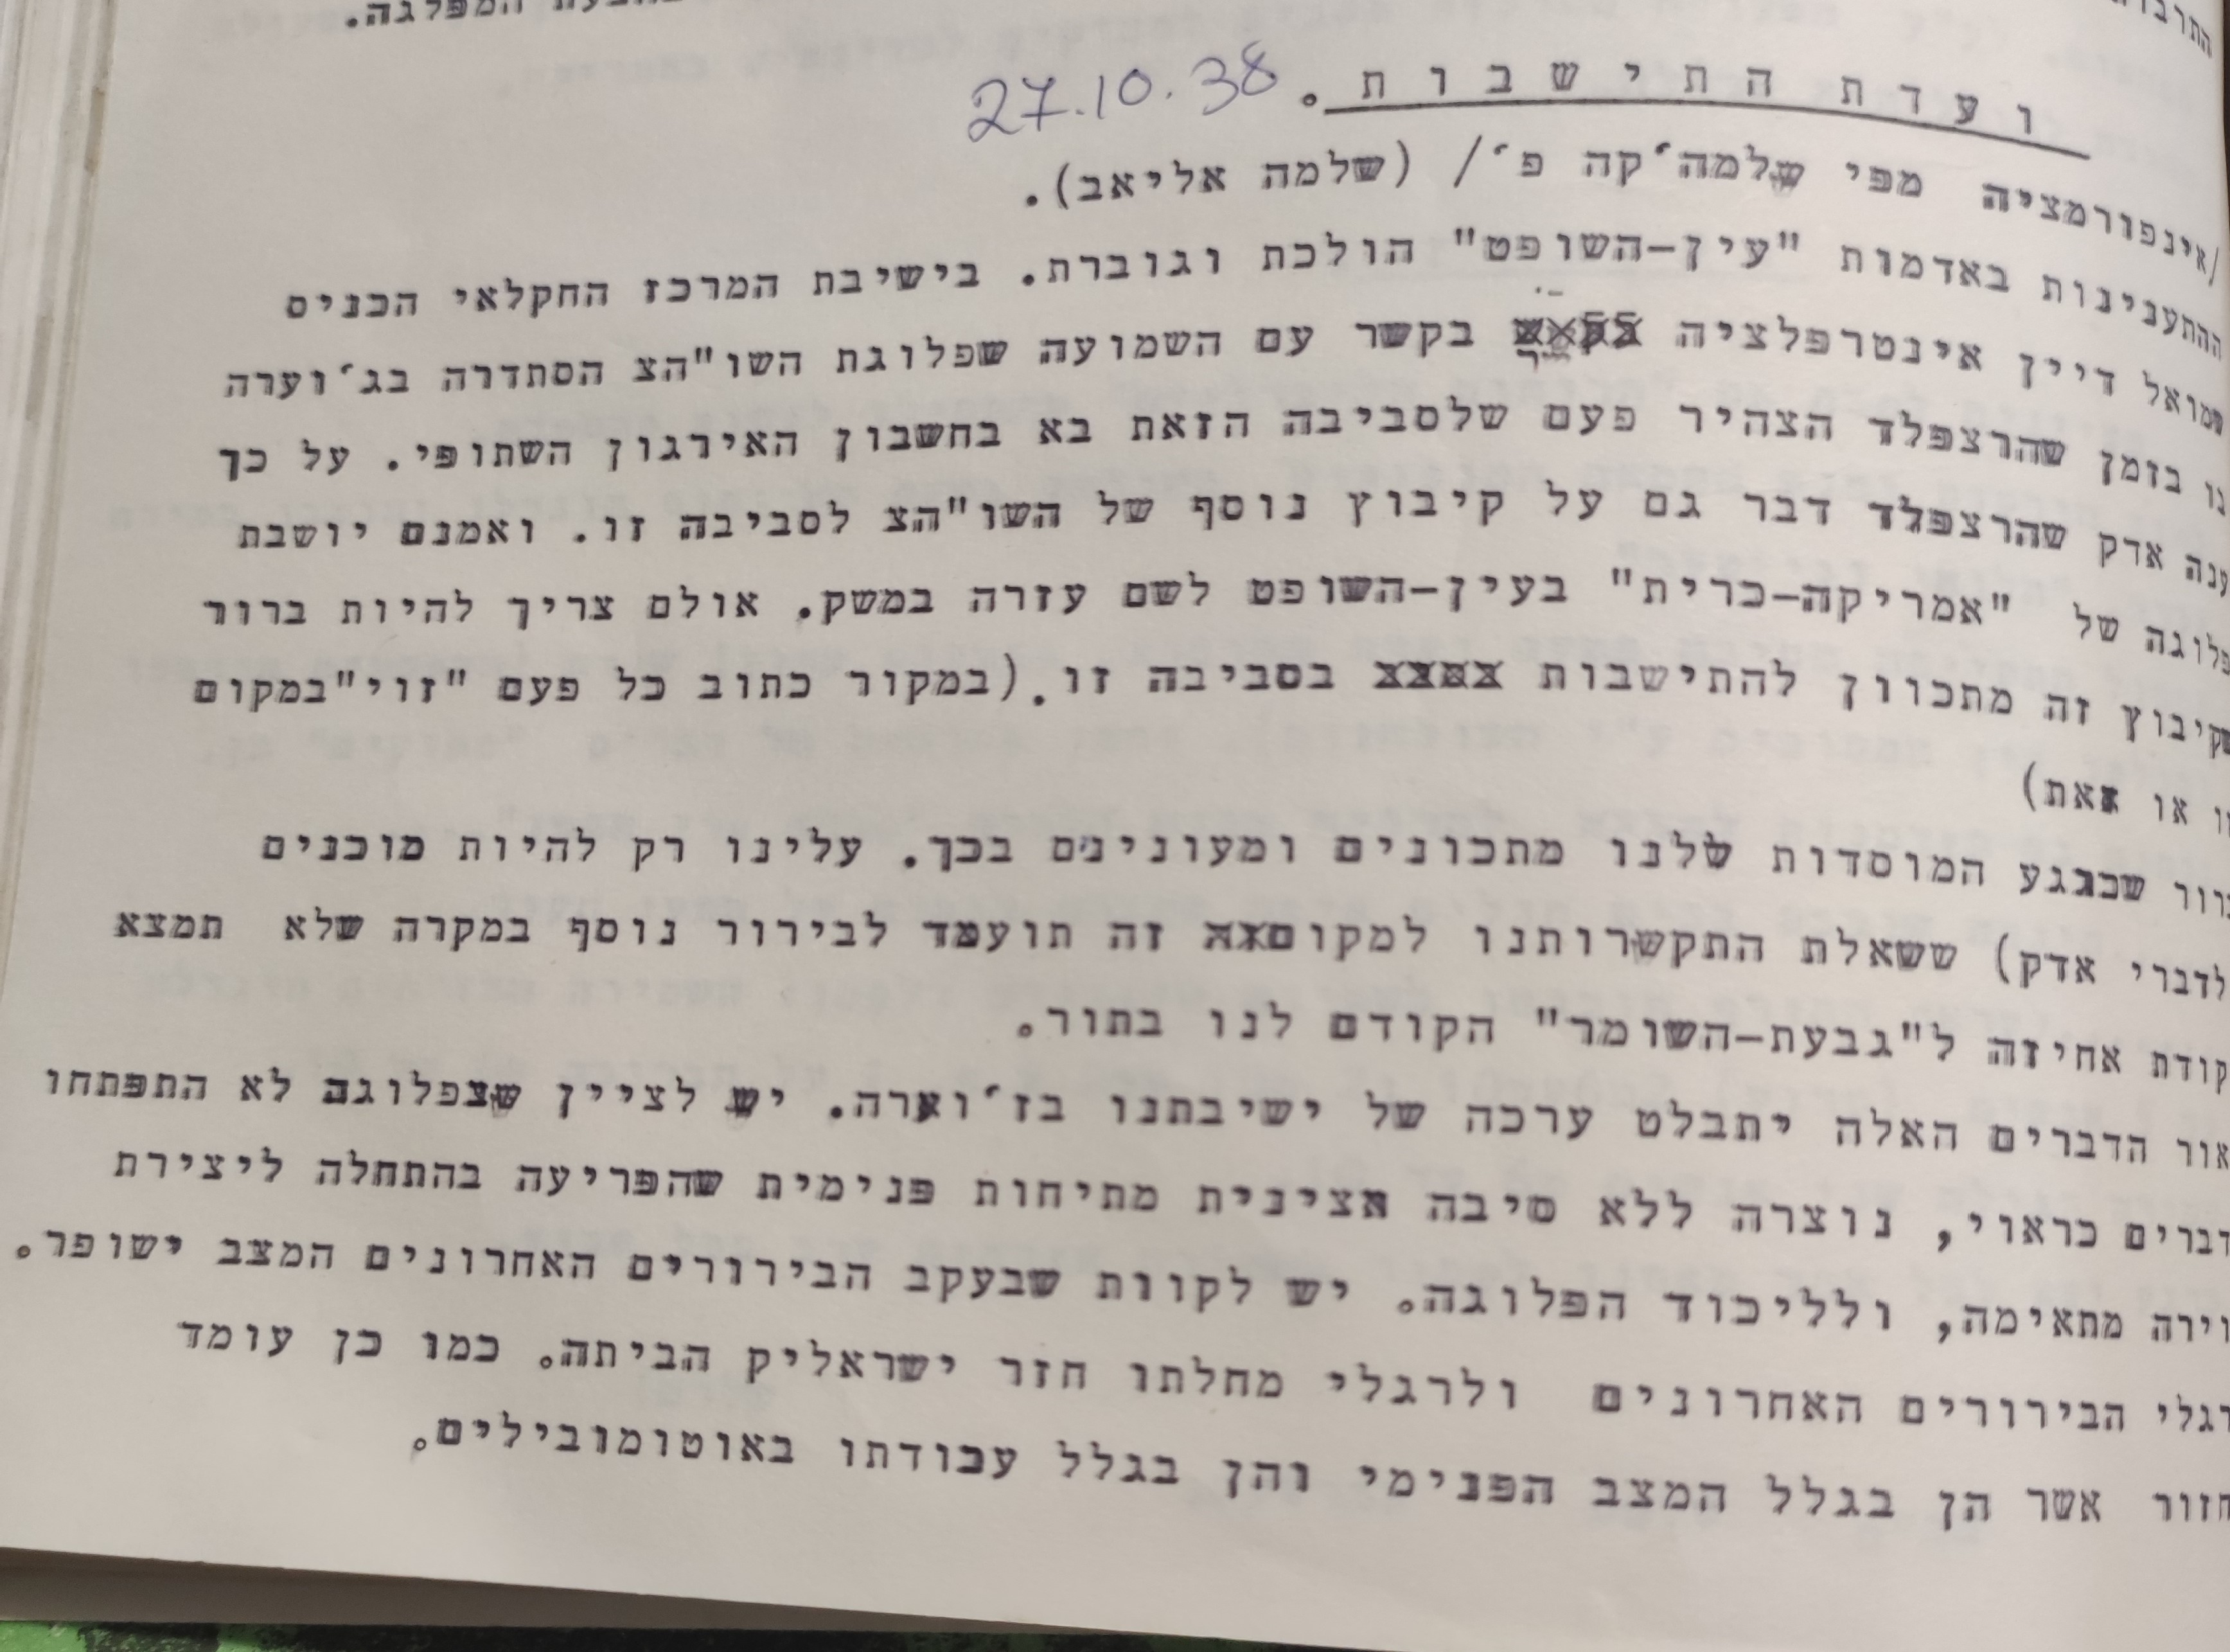 המפלגה.
ו ע ד ת  ה ת י ש ב ו ת . 27.10.38
/אינפורמציה מפי שלמה'קה פ'/ (שלמה אליאב).
ההתענינות באדמות "עין-השופט" הולכת וגוברת. בישיבת המרכז החקלאי הכניס
שמואל דיין אינטרפלציה בקשר עם השמועה שפלוגת השו"הצ הסתדרה בג'וערה
נו בזמן שהרצפלד הצהיר פעם שלסביבה הזאת בא בחשבון האירגון השתופי. על כך
ענה אדק שהרצפלד דבר גם על קיבוץ נוסף של השו"הצ לסביבה זו. ואמנם יושבת
פלוגה של "אמריקה-כרית" בעין-השופט לשם עזרה במשק. אולם צריך להיות ברור
שקיבוץ זה מתכוון להתישבות בסביבה זו.(במקור כתוב כל פעם "זוי"במקום
או זאת)
שכרגע המוסדות שלנו מתכונים ומעונינים בכך. עלינו רק להיות מוכנים
לדברי אדק) ששאלת התקשרותנו למקום זה תועמד לבירור נוסף במקרה שלא תמצא
קודת אחיזה ל"גבעת-השומר" הקודם לנו בתור.
אור הדברים האלה יתבלט ערכה של ישיבתנו בז'וארה. יש לציין שבפלוגה לא התפתחו
דברים כראוי, נוצרה ללא סיבה רצינית מתיחות פנימית שהפריעה בהתחלה ליצירת
וירה מתאימה, ולליכוד הפלוגה. יש לקוות שבעקב הבירורים האחרונים המצב ישופר.
רגלי הבירורים האחרונים ולרגלי מחלתו חזר ישראליק הביתה. כמו כן עומד
חזור אשר הן בגלל המצב הפנימי והן בגלל עבודתו באוטומובילים.